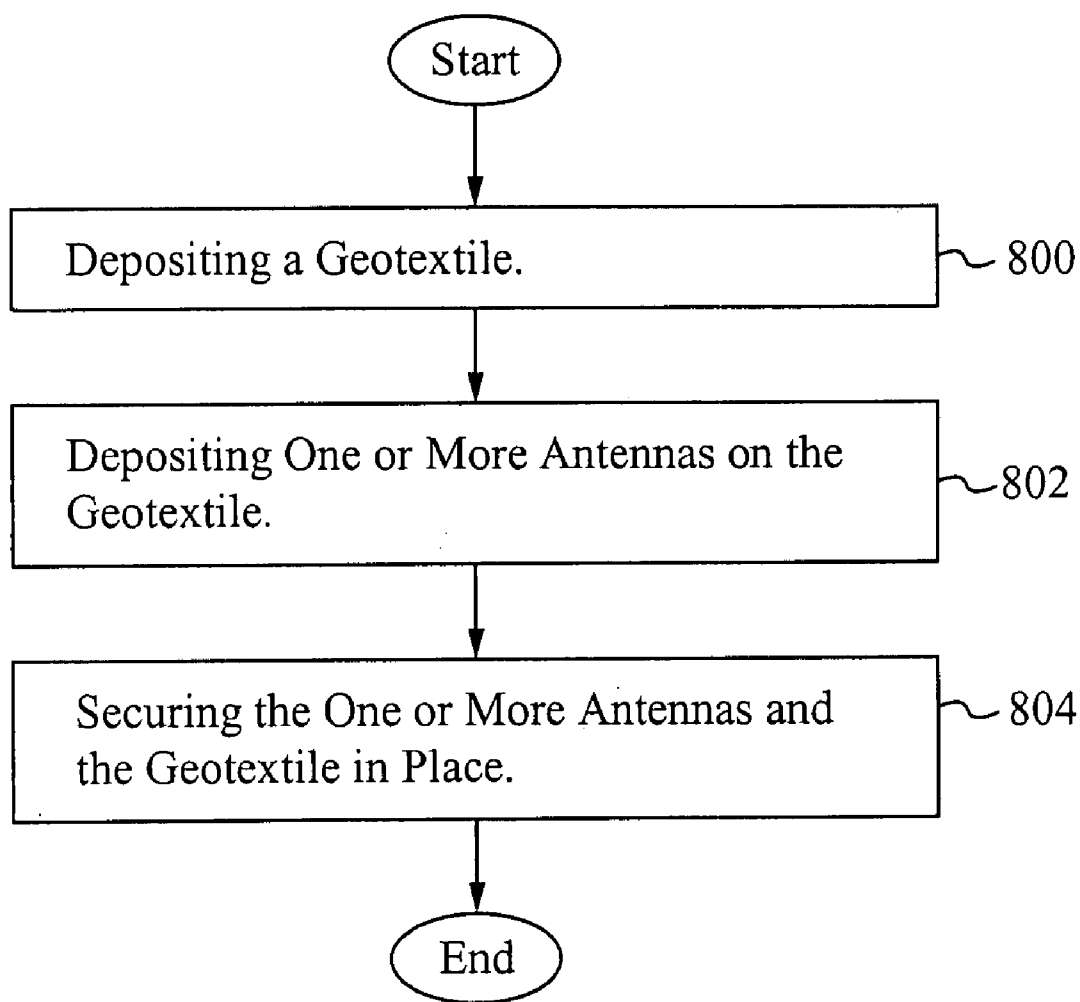 Start
Depositing a Geotextile.
800
Depositing One or More Antennas on the
Geotextile.
802
Securing the One or More Antennas and
the Geotextile in Place.
804
End